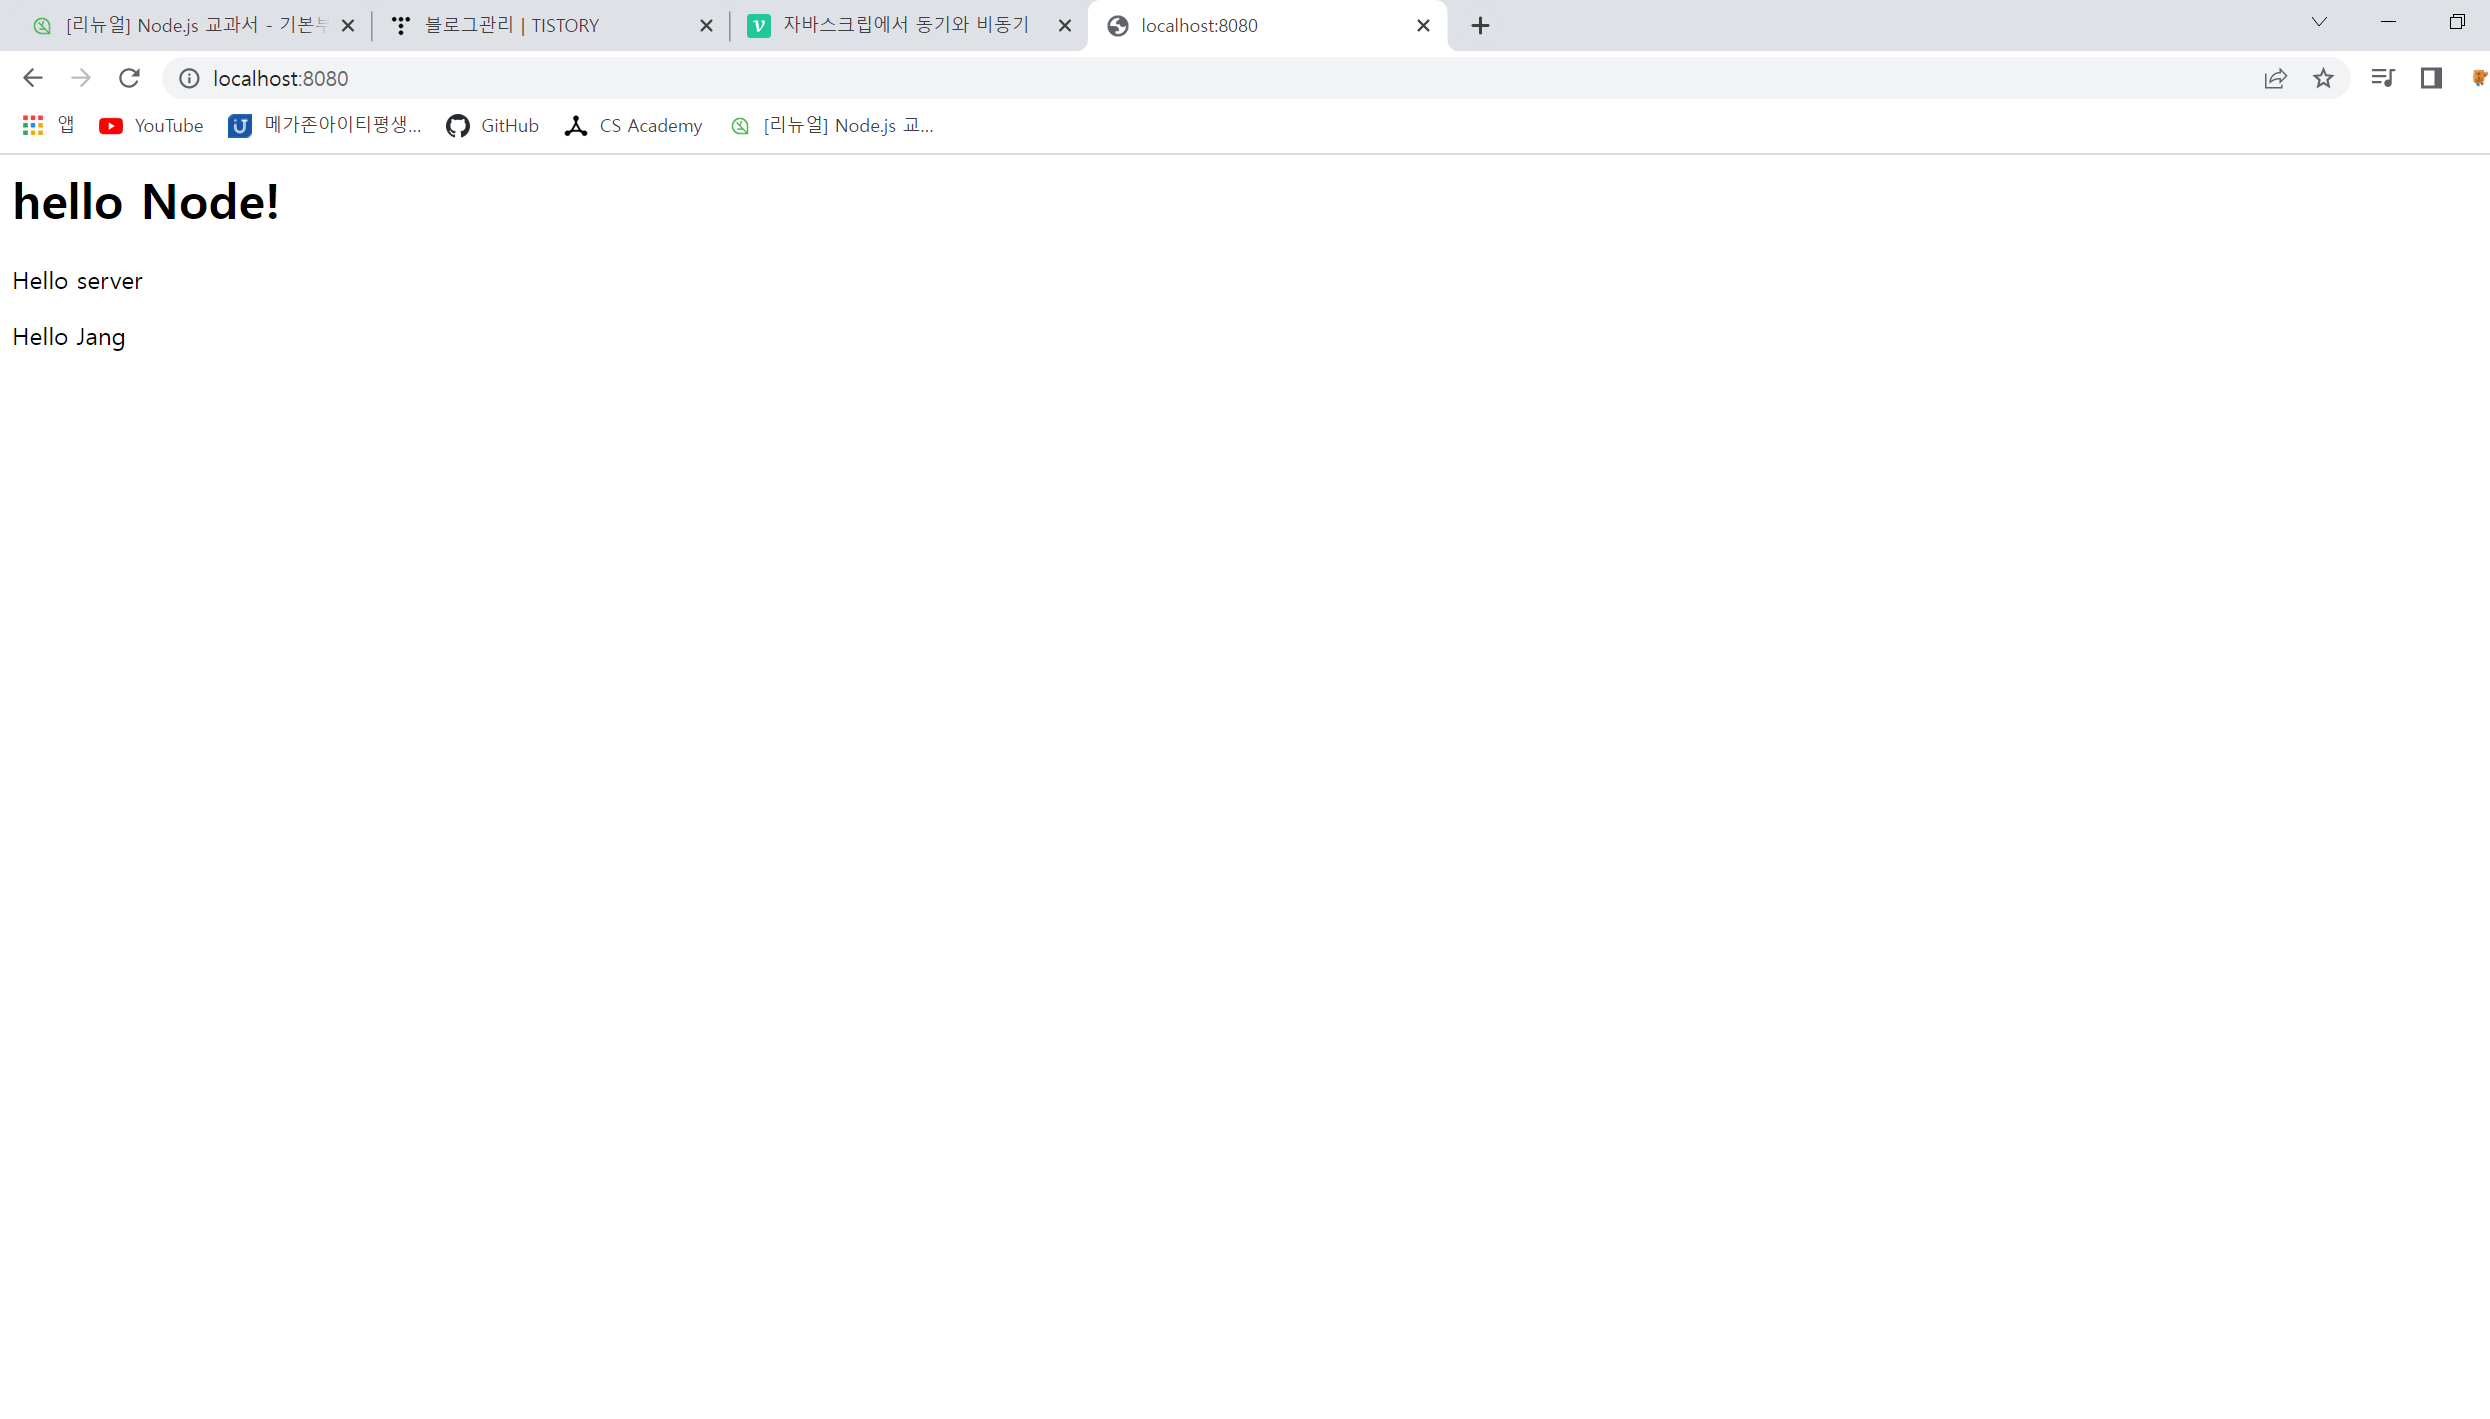 [리뉴얼] Node.js 교과서 - 기본부
블로그관리 | TISTORY
자바스크립에서 동기와 비동기
localhost:8080
localhost:8080
앱
YouTube
메가존아이티평생...
GitHub
CS Academy
[리뉴얼] Node.js 교...
hello Node!
Hello server
Hello Jang